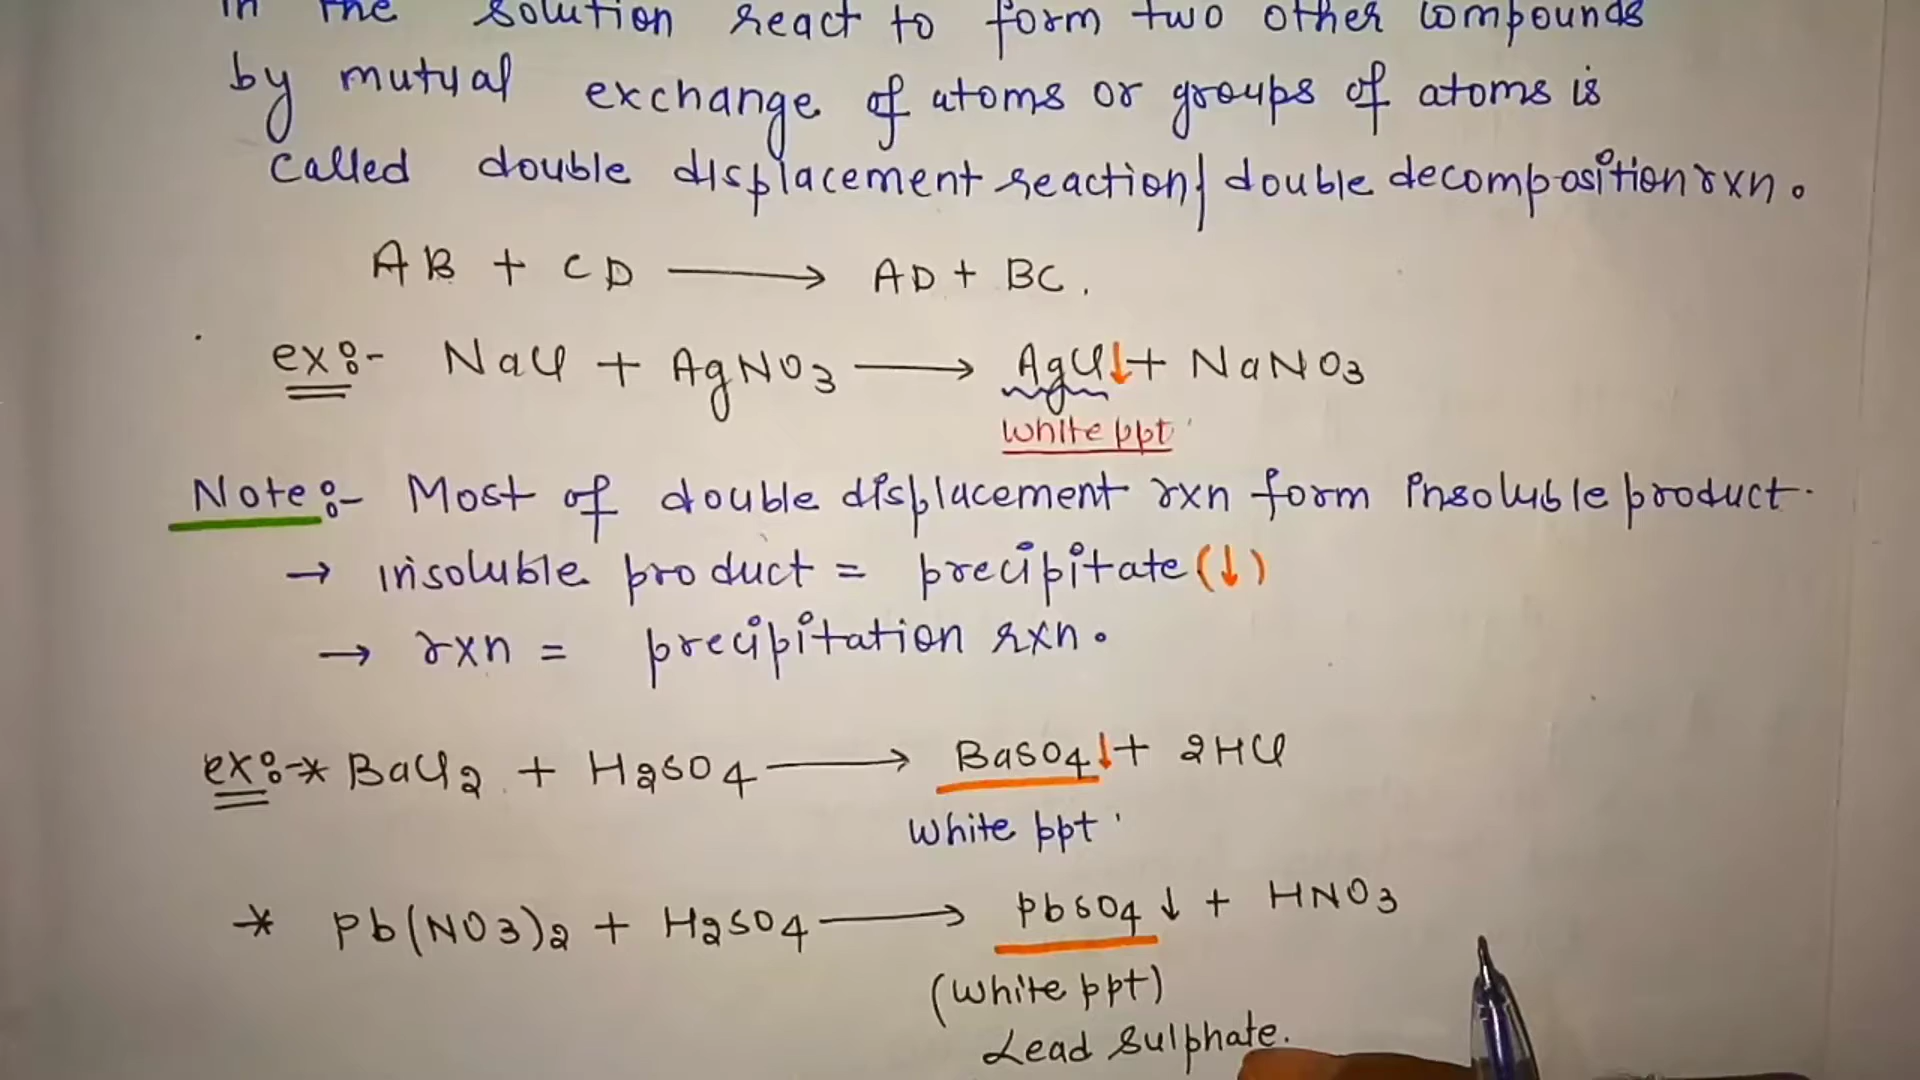 in the solution react to form two other compounds
by mutual exchange of atoms or groups of atoms is
called double displacement reaction/double decomposition rxn.
AB + CD ⟶ AD + BC.
ex:- NaCl + AgNO3 ⟶ AgCl↓ + NaNO3
white ppt
Note:- Most of double displacement rxn form insoluble product.
→ insoluble product = precipitate (↓)
→ rxn = precipitation rxn.
ex:-* BaCl2 + H2SO4 ⟶ BaSO4↓ + 2HCl
white ppt
* Pb(NO3)2 + H2SO4 ⟶ PbSO4 ↓ + HNO3
(white ppt)
Lead sulphate.